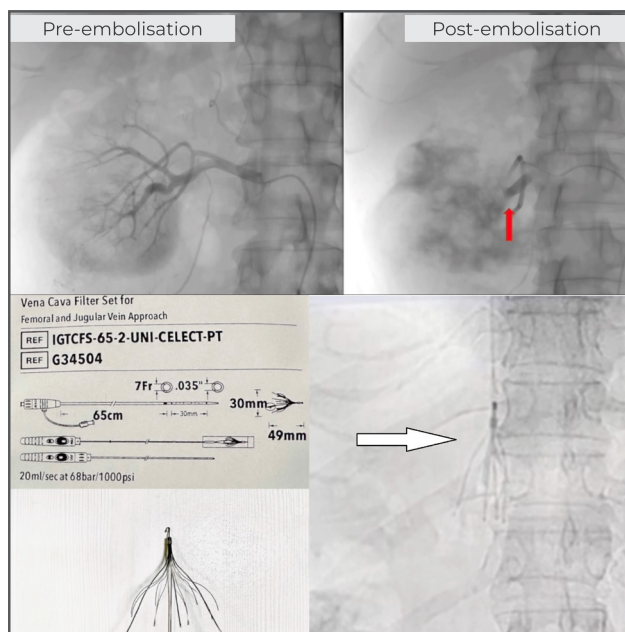 Pre-embolisation
Post-embolisation
Vena Cava Filter Set for
Femoral and Jugular Vein Approach
REF IGTCFS-65-2-UNI-CELECT-PT
REF G34504
7Fr .035"
65cm
30mm
30mm
49mm
20ml/sec at 68bar/1000psi